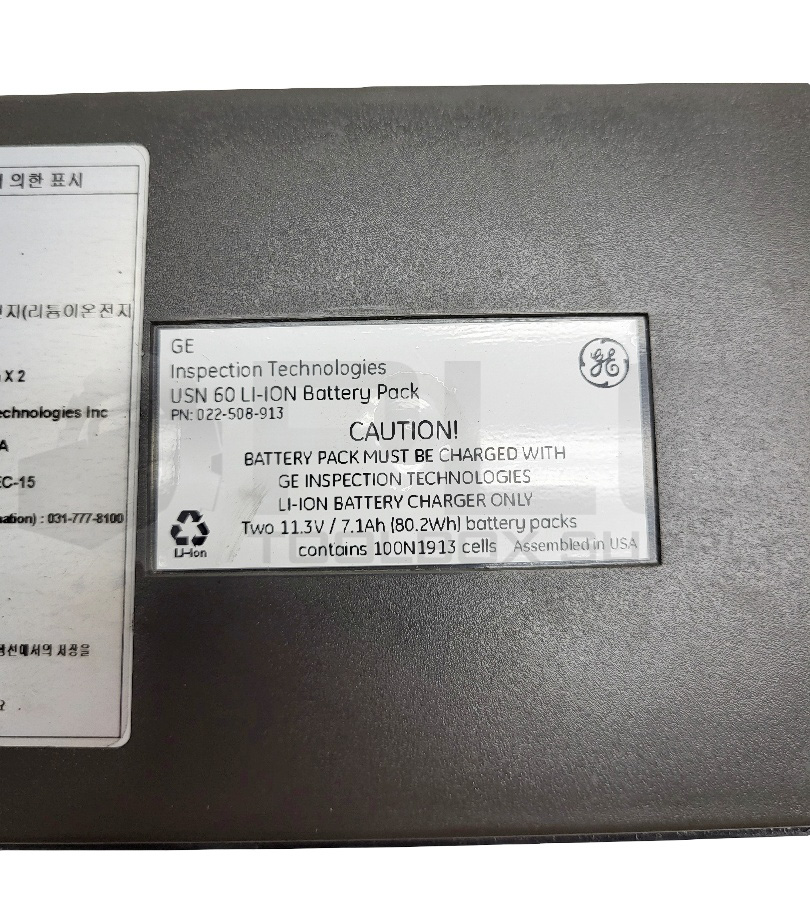 의한 표시
지(리튬이온전지
X 2
echnologies Inc
A
EC-15
ation) : 031-777-8100
GE
Inspection Technologies
USN 60 LI-ION Battery Pack
PN: 022-508-913
CAUTION!
BATTERY PACK MUST BE CHARGED WITH
GE INSPECTION TECHNOLOGIES
LI-ION BATTERY CHARGER ONLY
Two 11.3V / 7.1Ah (80.2Wh) battery packs
contains 100N1913 cells Assembled in USA
Li-Ion
GE